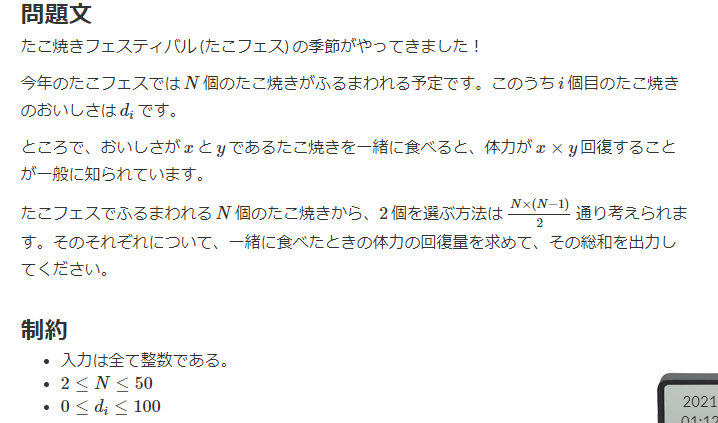 問題文
たこ焼きフェスティバル (たこフェス) の季節がやってきました！
今年のたこフェスでは N 個のたこ焼きがふるまわれる予定です。このうち i 個目のたこ焼き
のおいしさは d_i です。
ところで、おいしさが x と y であるたこ焼きを一緒に食べると、体力が x × y 回復すること
が一般に知られています。
たこフェスでふるまわれる N 個のたこ焼きから、2 個を選ぶ方法は N×(N−1)/2 通り考えられま
す。そのそれぞれについて、一緒に食べたときの体力の回復量を求めて、その総和を出力し
てください。
制約
• 入力は全て整数である。
• 2 ≤ N ≤ 50
• 0 ≤ d_i ≤ 100
2021
01:12